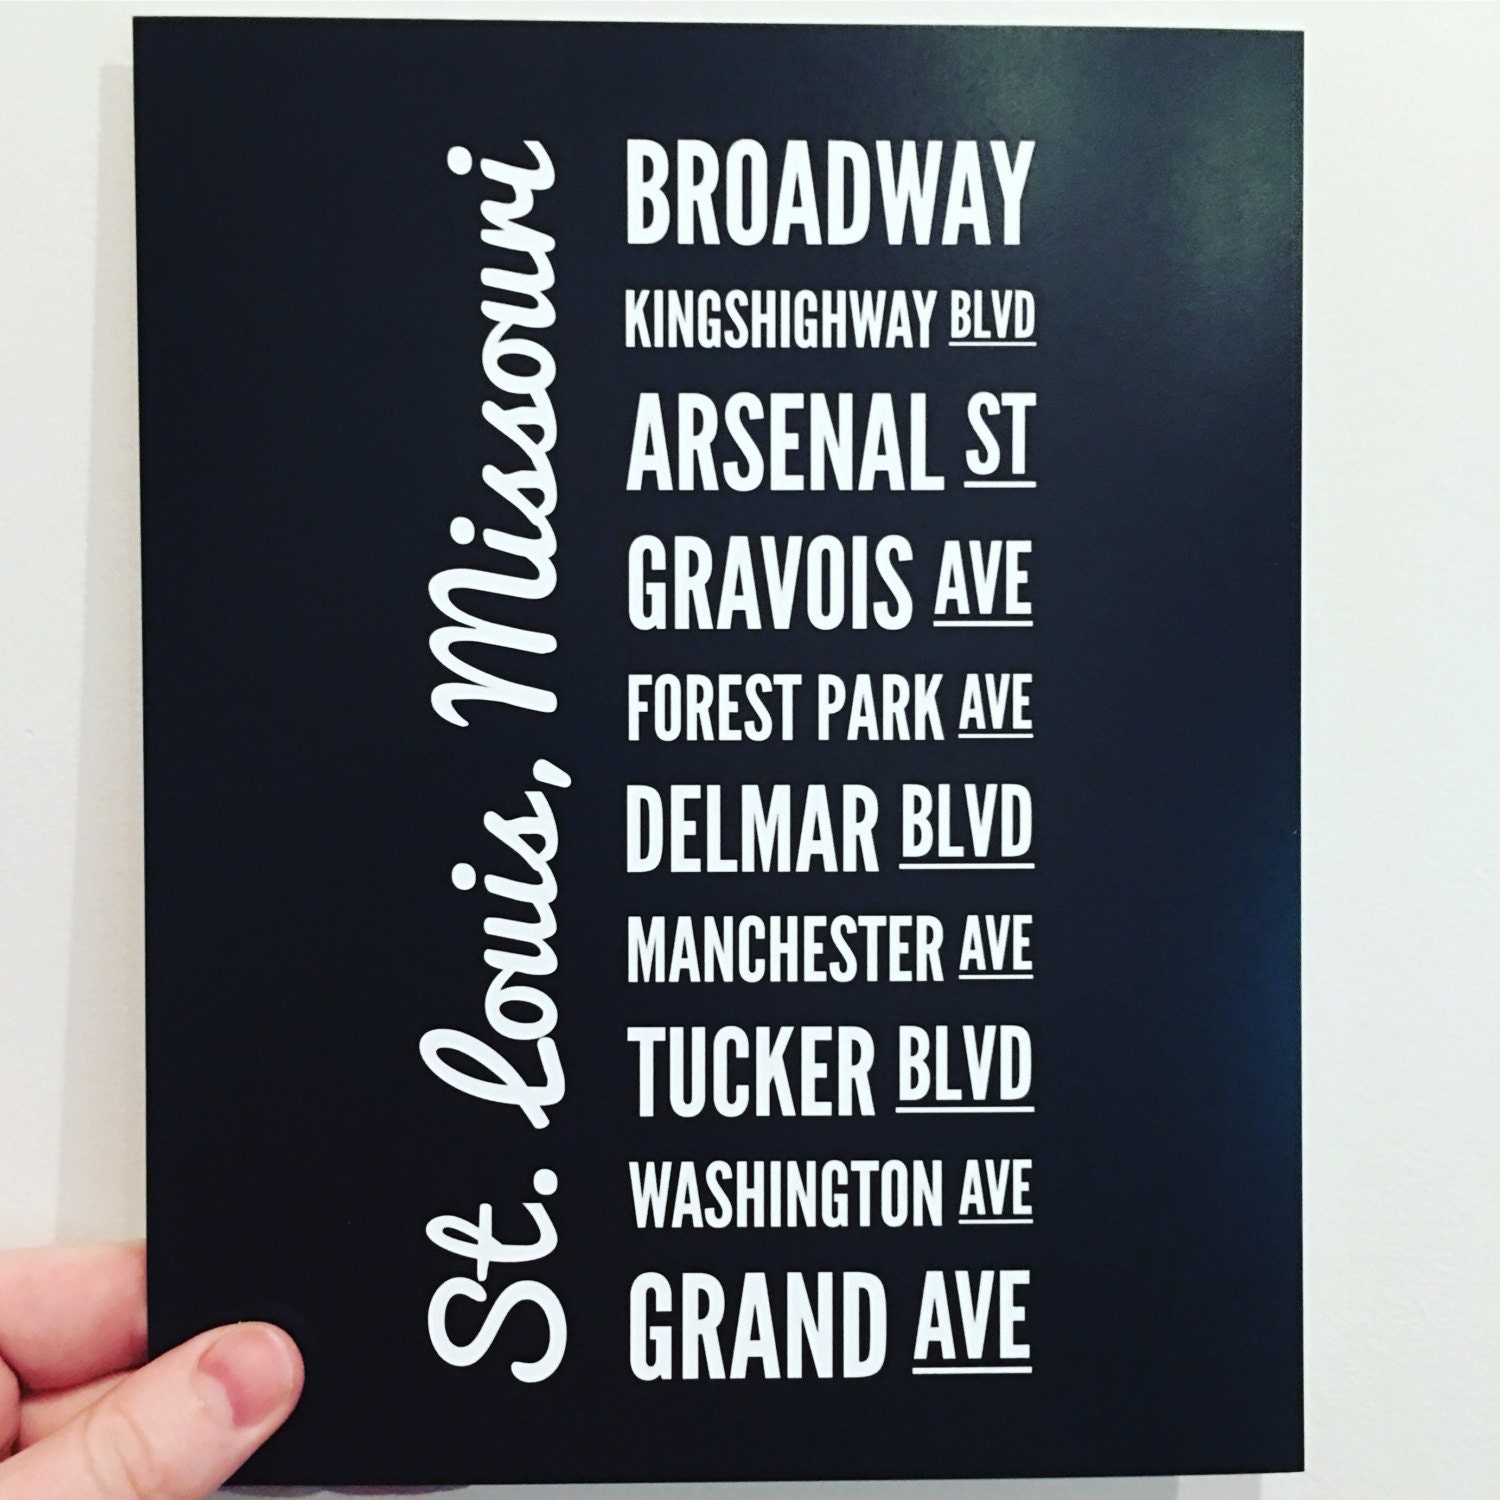 St. Louis, Missouri
BROADWAY
KINGSHIGHWAY BLVD
ARSENAL ST
GRAVOIS AVE
FOREST PARK AVE
DELMAR BLVD
MANCHESTER AVE
TUCKER BLVD
WASHINGTON AVE
GRAND AVE